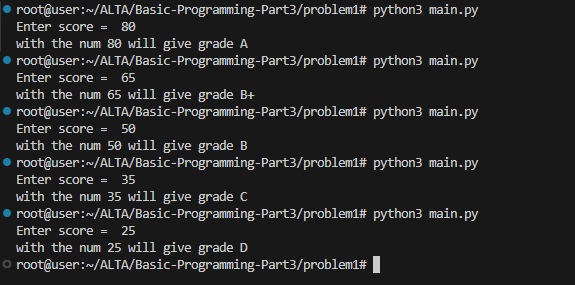 root@user:~/ALTA/Basic-Programming-Part3/problem1# python3 main.py
Enter score =  80
with the num 80 will give grade A
root@user:~/ALTA/Basic-Programming-Part3/problem1# python3 main.py
Enter score =  65
with the num 65 will give grade B+
root@user:~/ALTA/Basic-Programming-Part3/problem1# python3 main.py
Enter score =  50
with the num 50 will give grade B
root@user:~/ALTA/Basic-Programming-Part3/problem1# python3 main.py
Enter score =  35
with the num 35 will give grade C
root@user:~/ALTA/Basic-Programming-Part3/problem1# python3 main.py
Enter score =  25
with the num 25 will give grade D
root@user:~/ALTA/Basic-Programming-Part3/problem1#